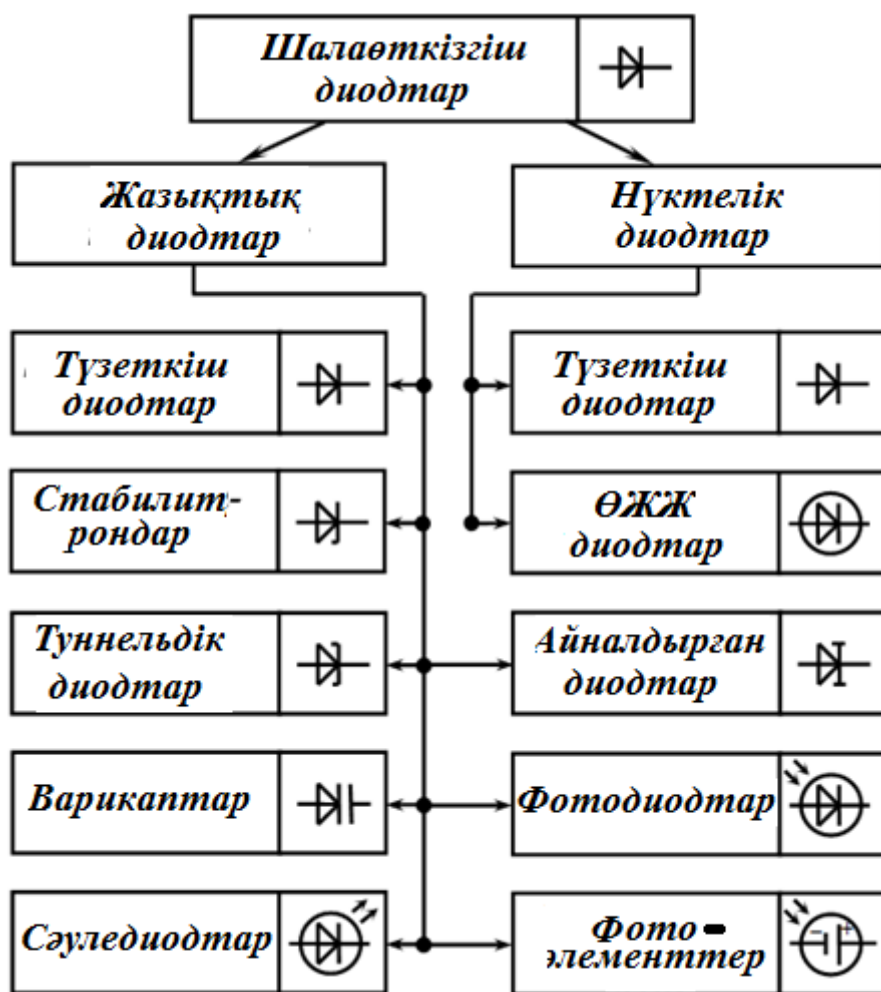 Шалаөткізгіш
диодтар
Жазықтық
диодтар
Нүктелік
диодтар
Түзеткіш
диодтар
Түзеткіш
диодтар
Стабилит-
рондар
ӨЖЖ
диодтар
Туннельдік
диодтар
Айналдырған
диодтар
Варикаптар
Фотодиодтар
Сәуледиодтар
Фото-
элементтер